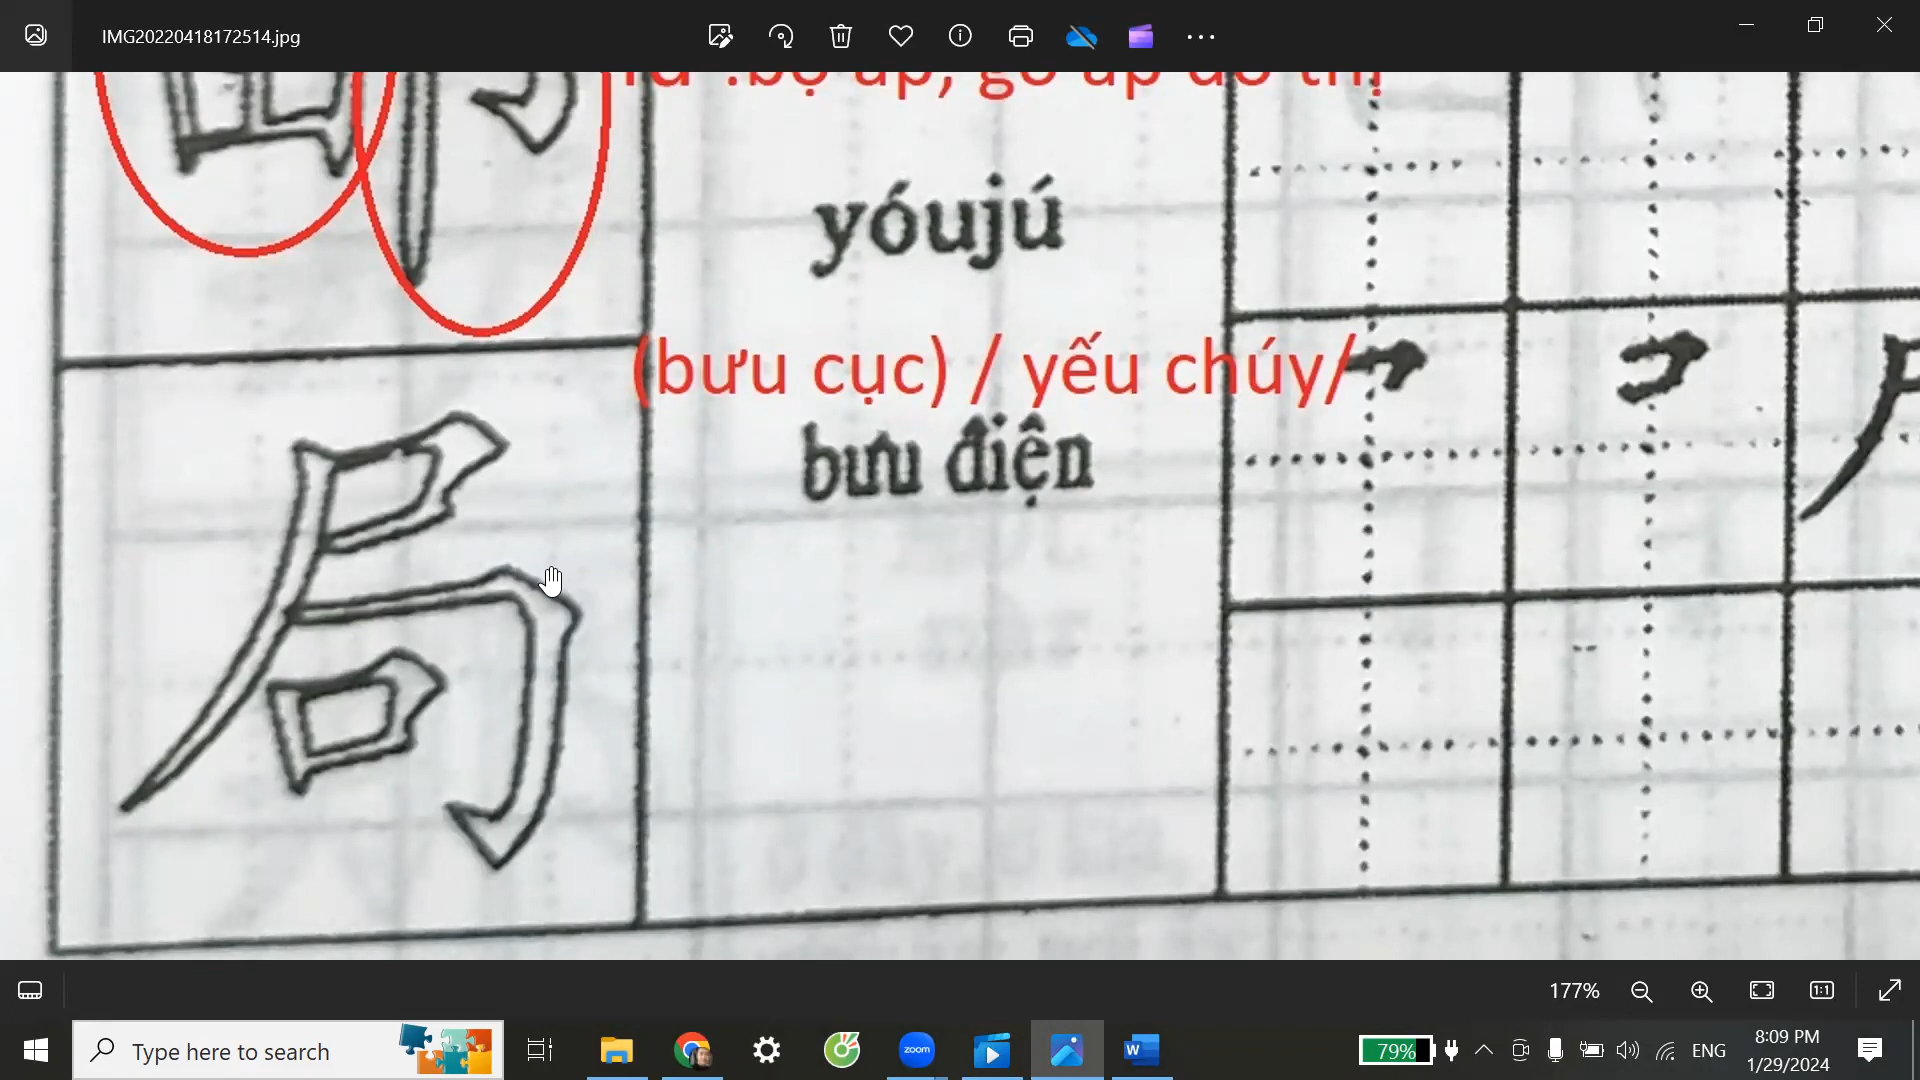 IMG20220418172514.jpg
yóujú
(bưu cục) / yếu chúy/
bưu điện
局
177%
Type here to search
zoom
W
79%
ENG
8:09 PM
1/29/2024